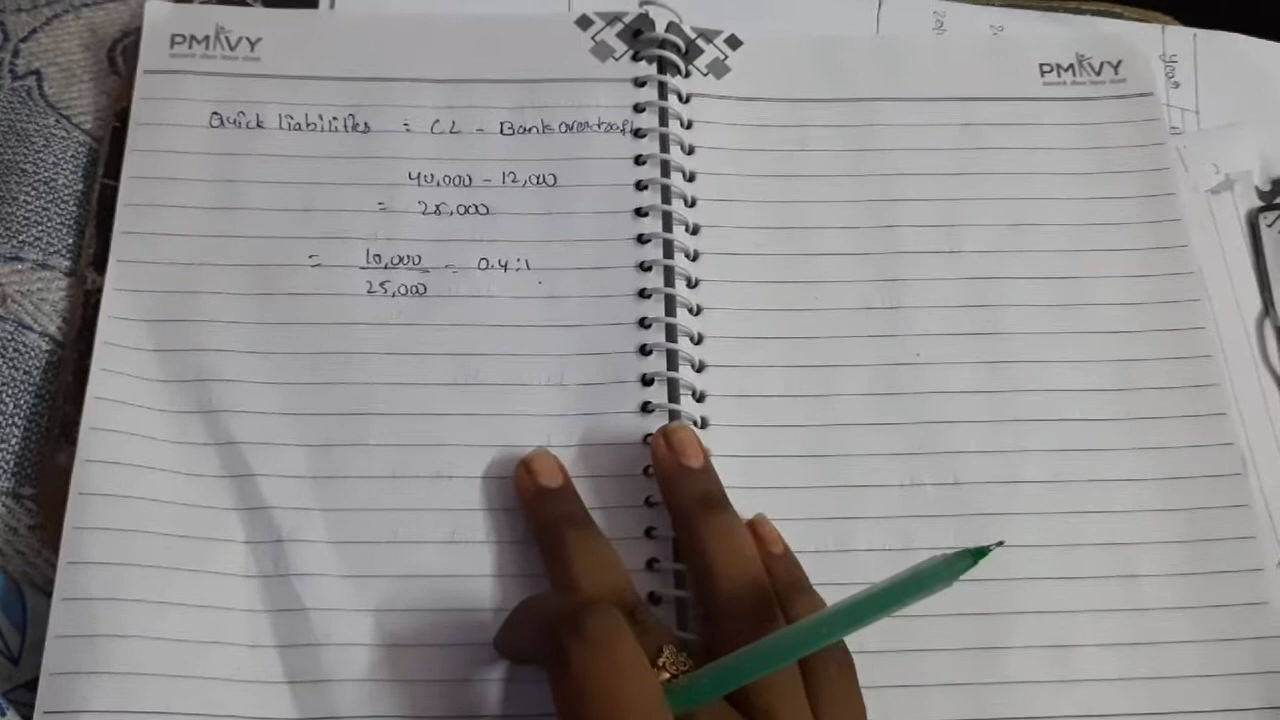 PMKVY
Quick liabilities = CL - Bank overdraft
40,000 - 12,000
= 28,000
= 10,000 / 25,000 = 0.4:1
PMKVY
year